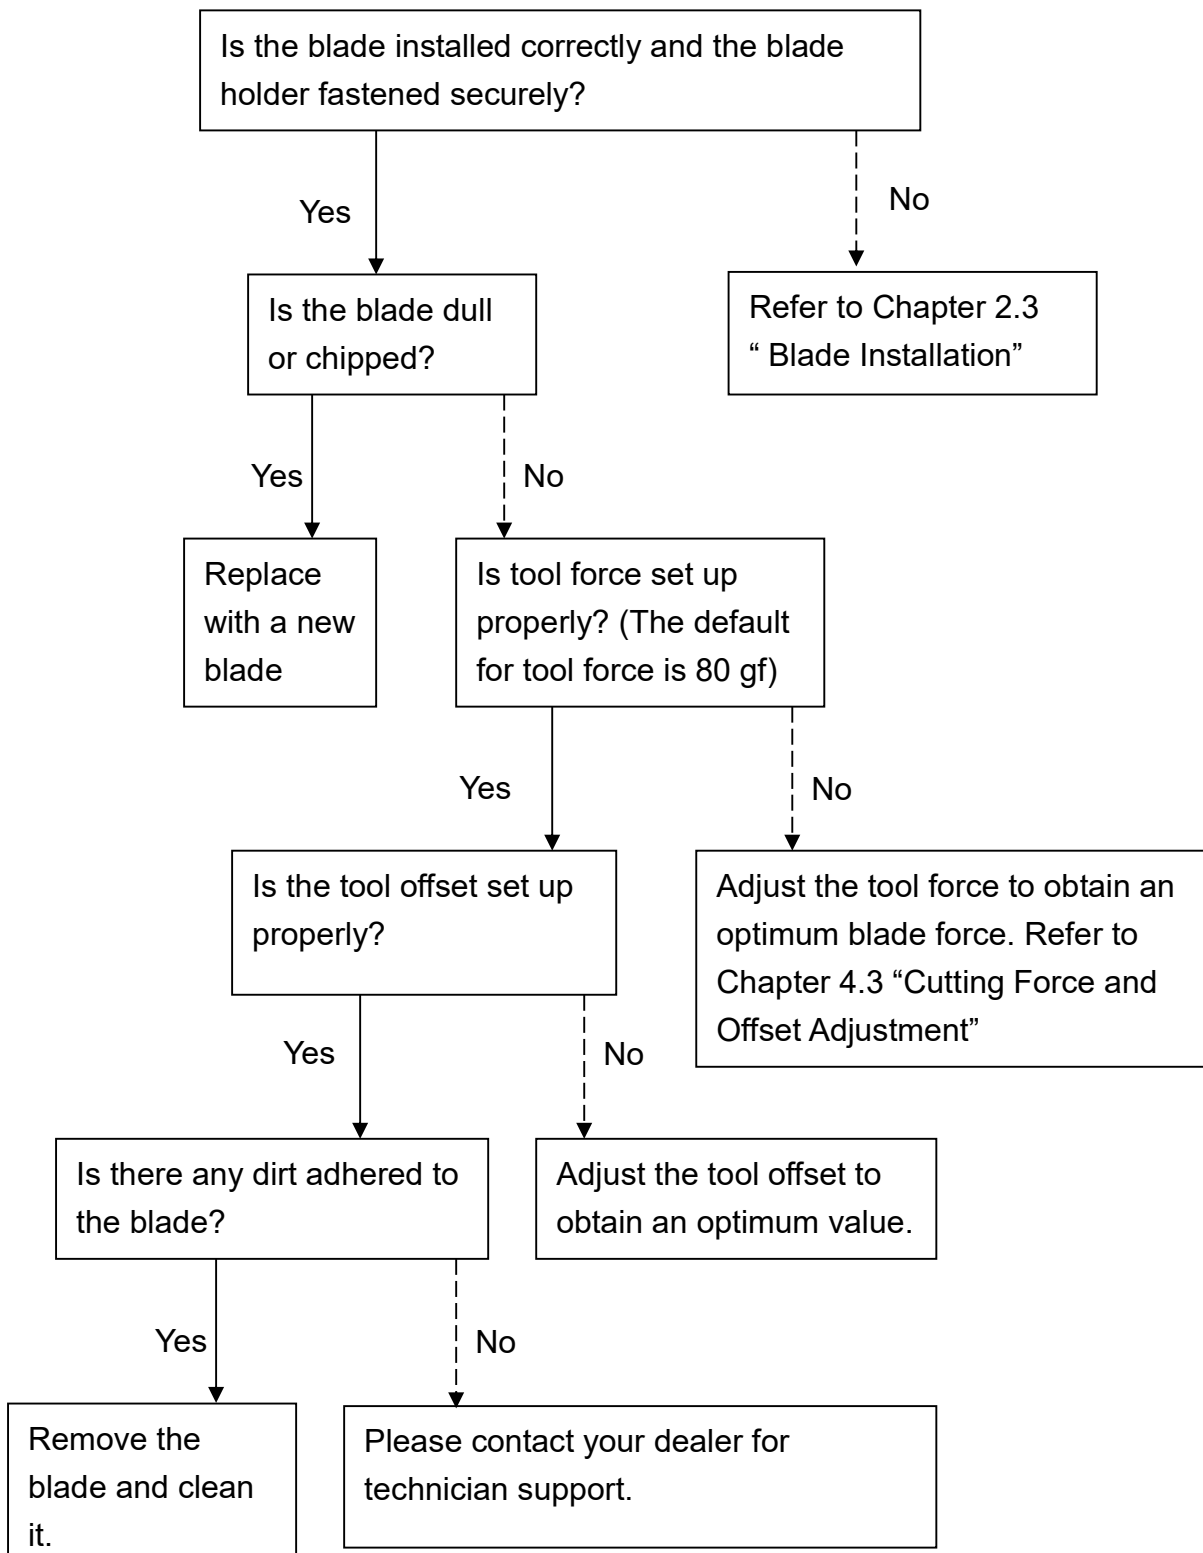 Is the blade installed correctly and the blade
holder fastened securely?
Yes
No
Is the blade dull
or chipped?
Refer to Chapter 2.3
“ Blade Installation”
Yes
No
Replace
with a new
blade
Is tool force set up
properly? (The default
for tool force is 80 gf)
Yes
No
Is the tool offset set up
properly?
Adjust the tool force to obtain an
optimum blade force. Refer to
Chapter 4.3 “Cutting Force and
Offset Adjustment”
Yes
No
Is there any dirt adhered to
the blade?
Adjust the tool offset to
obtain an optimum value.
Yes
No
Remove the
blade and clean
it.
Please contact your dealer for
technician support.